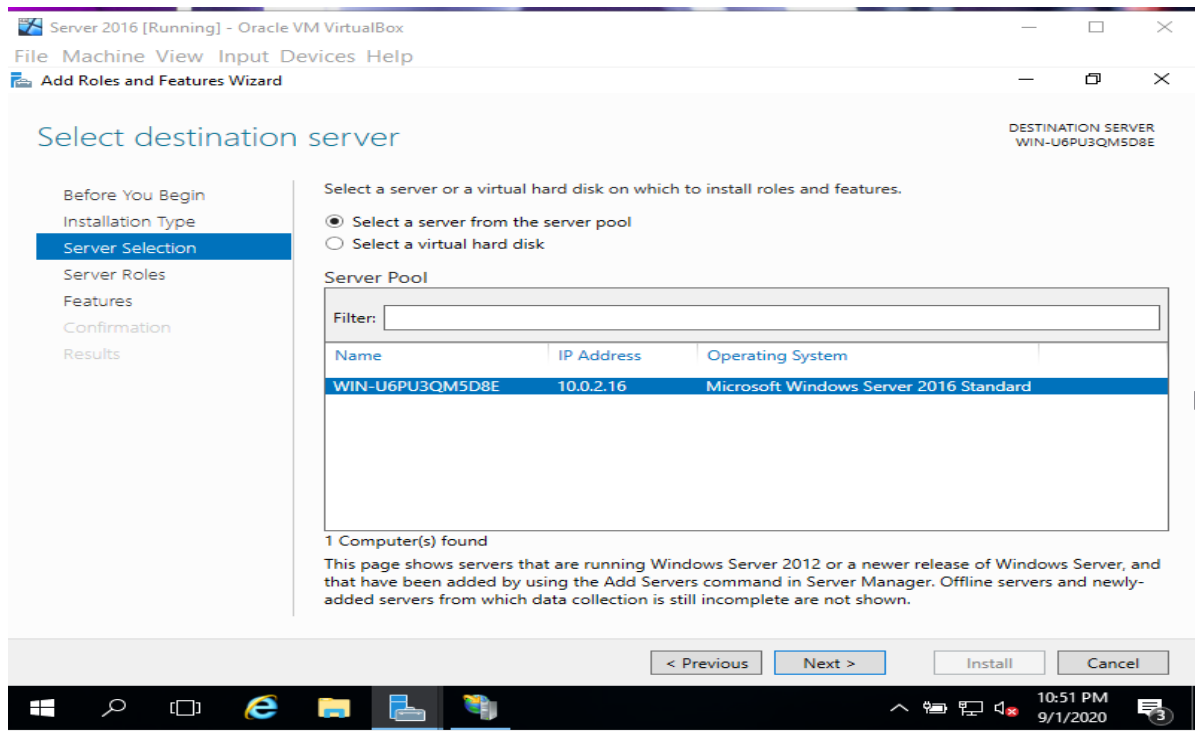 Server 2016 [Running] - Oracle VM VirtualBox
File Machine View Input Devices Help
Add Roles and Features Wizard
Select destination server
DESTINATION SERVER
WIN-U6PU3QM5D8E
Before You Begin
Installation Type
Server Selection
Server Roles
Features
Confirmation
Results
Select a server or a virtual hard disk on which to install roles and features.
Select a server from the server pool
Select a virtual hard disk
Server Pool
Filter:
Name IP Address Operating System
WIN-U6PU3QM5D8E 10.0.2.16 Microsoft Windows Server 2016 Standard
1 Computer(s) found
This page shows servers that are running Windows Server 2012 or a newer release of Windows Server, and
that have been added by using the Add Servers command in Server Manager. Offline servers and newly-
added servers from which data collection is still incomplete are not shown.
< Previous Next > Install Cancel
10:51 PM
9/1/2020
3